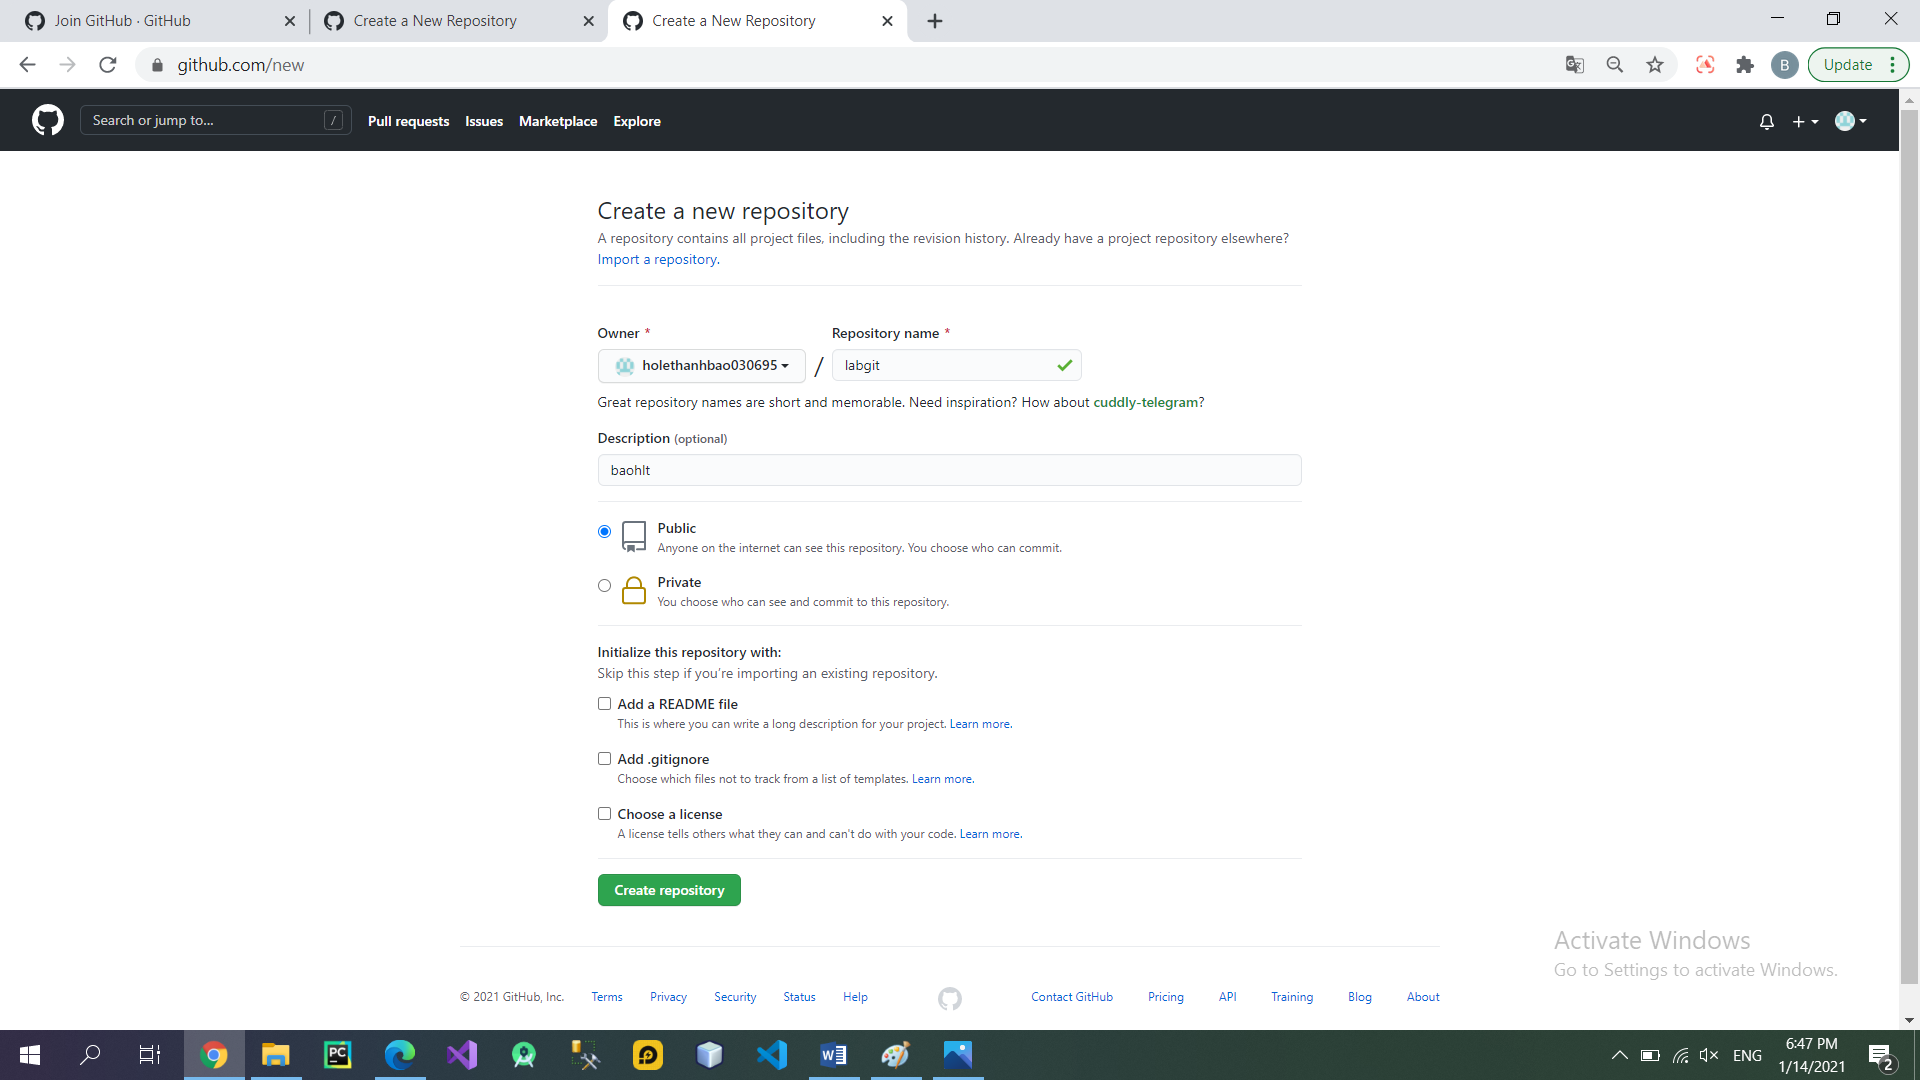 Join GitHub · GitHub
Create a New Repository
Create a New Repository
github.com/new
B
Update
Search or jump to...
/
Pull requests
Issues
Marketplace
Explore
Create a new repository
A repository contains all project files, including the revision history. Already have a project repository elsewhere?
Import a repository.
Owner *
Repository name *
holethanhbao030695
/
labgit
Great repository names are short and memorable. Need inspiration? How about cuddly-telegram?
Description (optional)
baohlt
Public
Anyone on the internet can see this repository. You choose who can commit.
Private
You choose who can see and commit to this repository.
Initialize this repository with:
Skip this step if you're importing an existing repository.
Add a README file
This is where you can write a long description for your project. Learn more.
Add .gitignore
Choose which files not to track from a list of templates. Learn more.
Choose a license
A license tells others what they can and can't do with your code. Learn more.
Create repository
Activate Windows
Go to Settings to activate Windows.
© 2021 GitHub, Inc.
Terms
Privacy
Security
Status
Help
Contact GitHub
Pricing
API
Training
Blog
About
PC
W
ENG
6:47 PM
1/14/2021
2